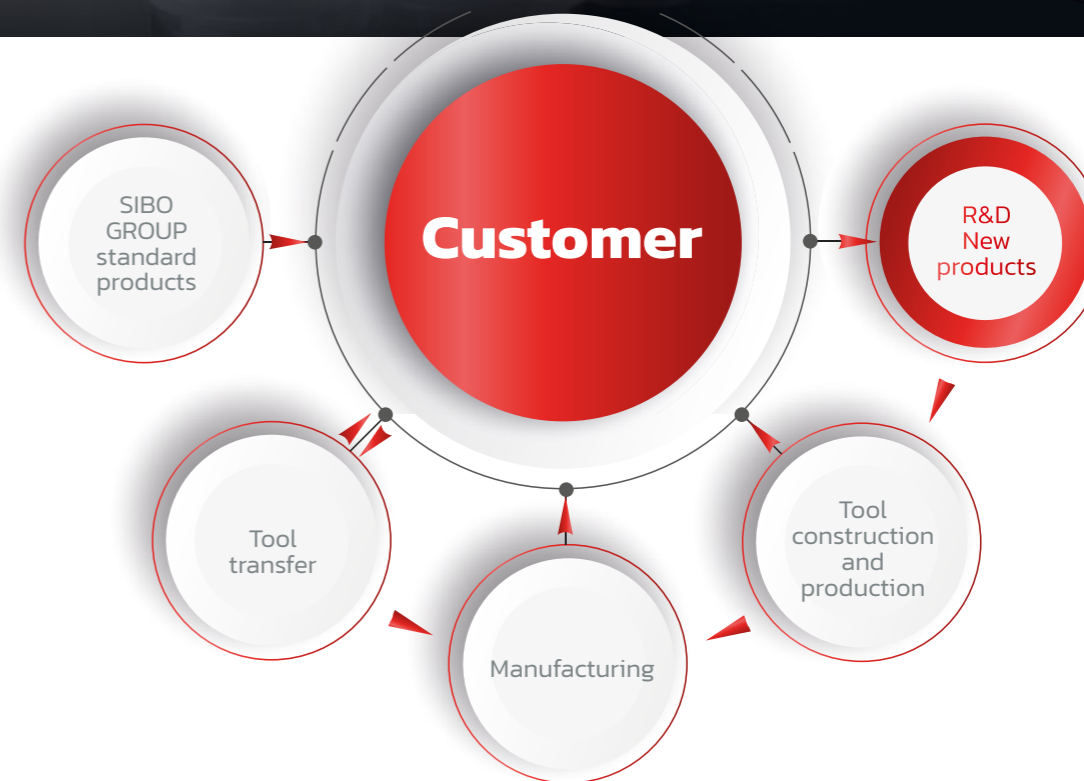 Customer
SIBO
GROUP
standard
products
R&D
New
products
Tool
transfer
Manufacturing
Tool
construction
and
production